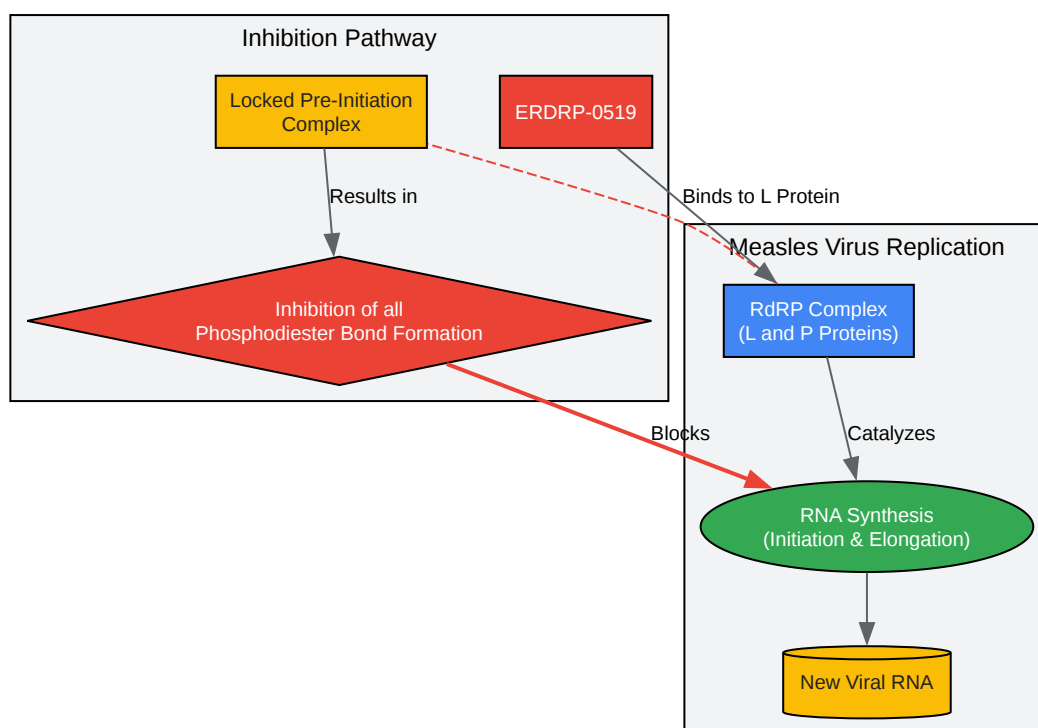 Inhibition Pathway
Locked Pre-Initiation
Complex
ERDRP-0519
Results in
Binds to L Protein
Measles Virus Replication
Inhibition of all
Phosphodiester Bond Formation
RdRP Complex
(L and P Proteins)
Blocks
Catalyzes
RNA Synthesis
(Initiation & Elongation)
New Viral RNA